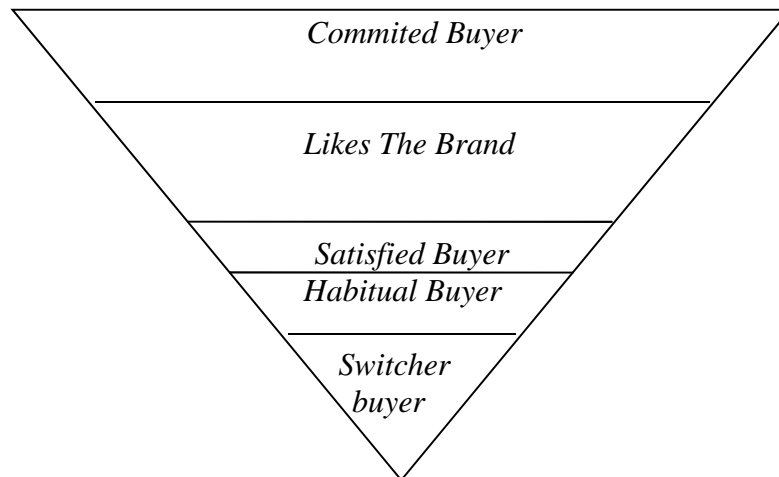 Commited Buyer
Likes The Brand
Satisfied Buyer
Habitual Buyer
Switcher
buyer